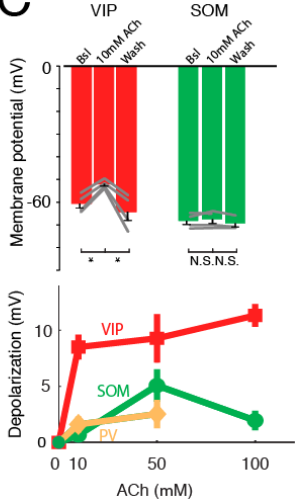 C
VIP SOM
Bsl 10mM ACh Wash Bsl 10mM ACh Wash
Membrane potential (mV)
0
-60
* * N.S.N.S.
Depolarization (mV)
10
5
0
VIP
SOM
PV
0 10 50 100
ACh (mM)